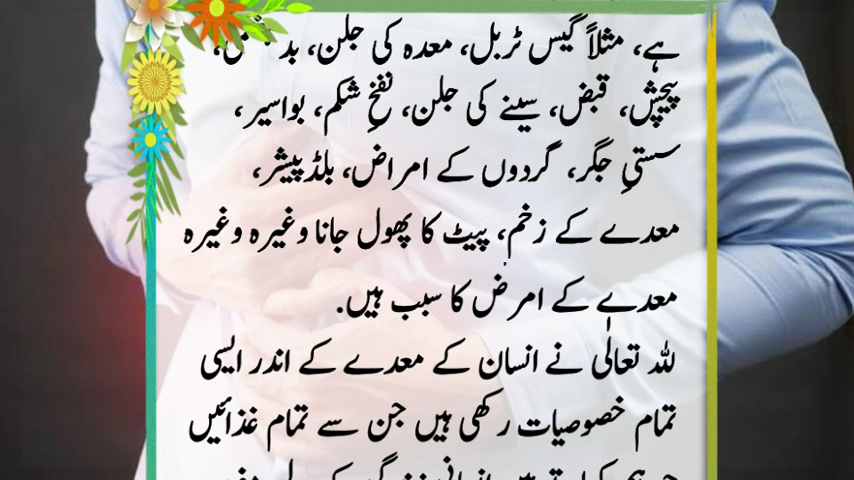 ہے، مثلاً گیس ٹربل، معدہ کی جلن،
پیچش، قبض، سینے کی جلن، نفخِ شکم، بواسیر،
سستیِ جگر، گردوں کے امراض، بلڈپیشر،
معدے کے زخم، پیٹ کا پھول جانا وغیرہ وغیرہ
معدے کے امرض کا سبب ہیں۔
للہ تعالٰی نے انسان کے معدے کے اندر ایسی
تمام خصوصیات رکھی ہیں جن سے تمام غذائیں